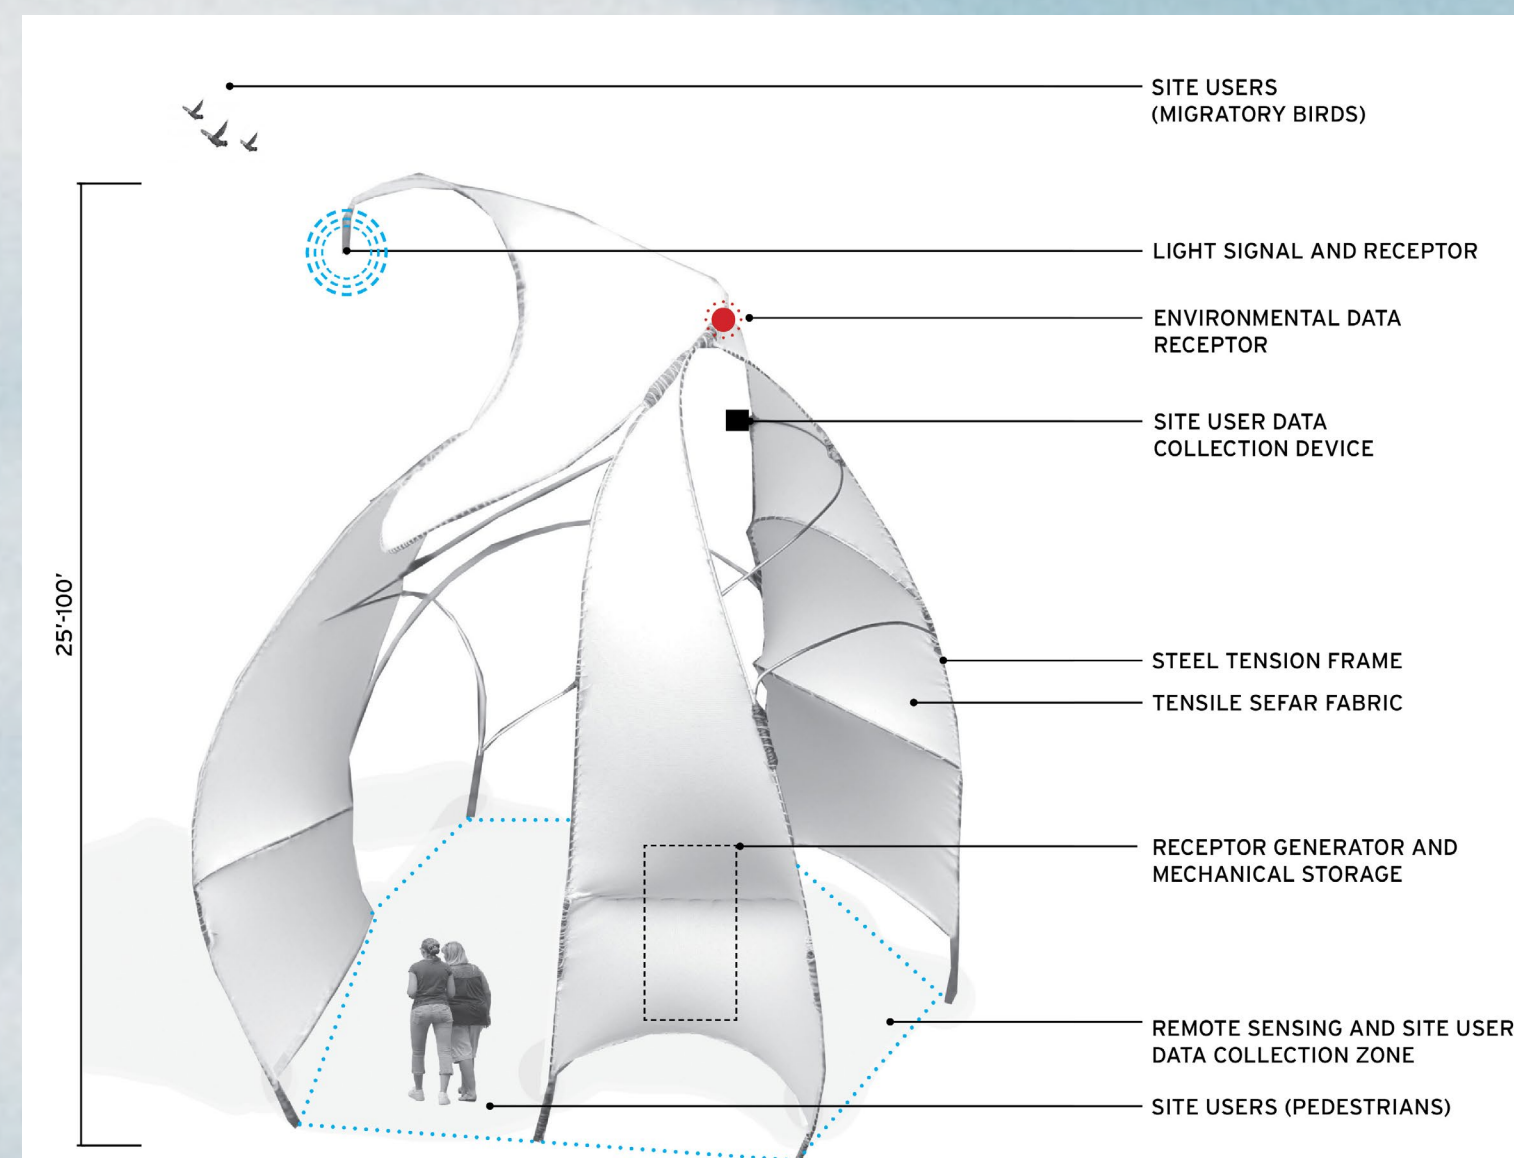 SITE USERS
(MIGRATORY BIRDS)
LIGHT SIGNAL AND RECEPTOR
ENVIRONMENTAL DATA
RECEPTOR
SITE USER DATA
COLLECTION DEVICE
25'-100'
STEEL TENSION FRAME
TENSILE SEFAR FABRIC
RECEPTOR GENERATOR AND
MECHANICAL STORAGE
REMOTE SENSING AND SITE USER
DATA COLLECTION ZONE
SITE USERS (PEDESTRIANS)